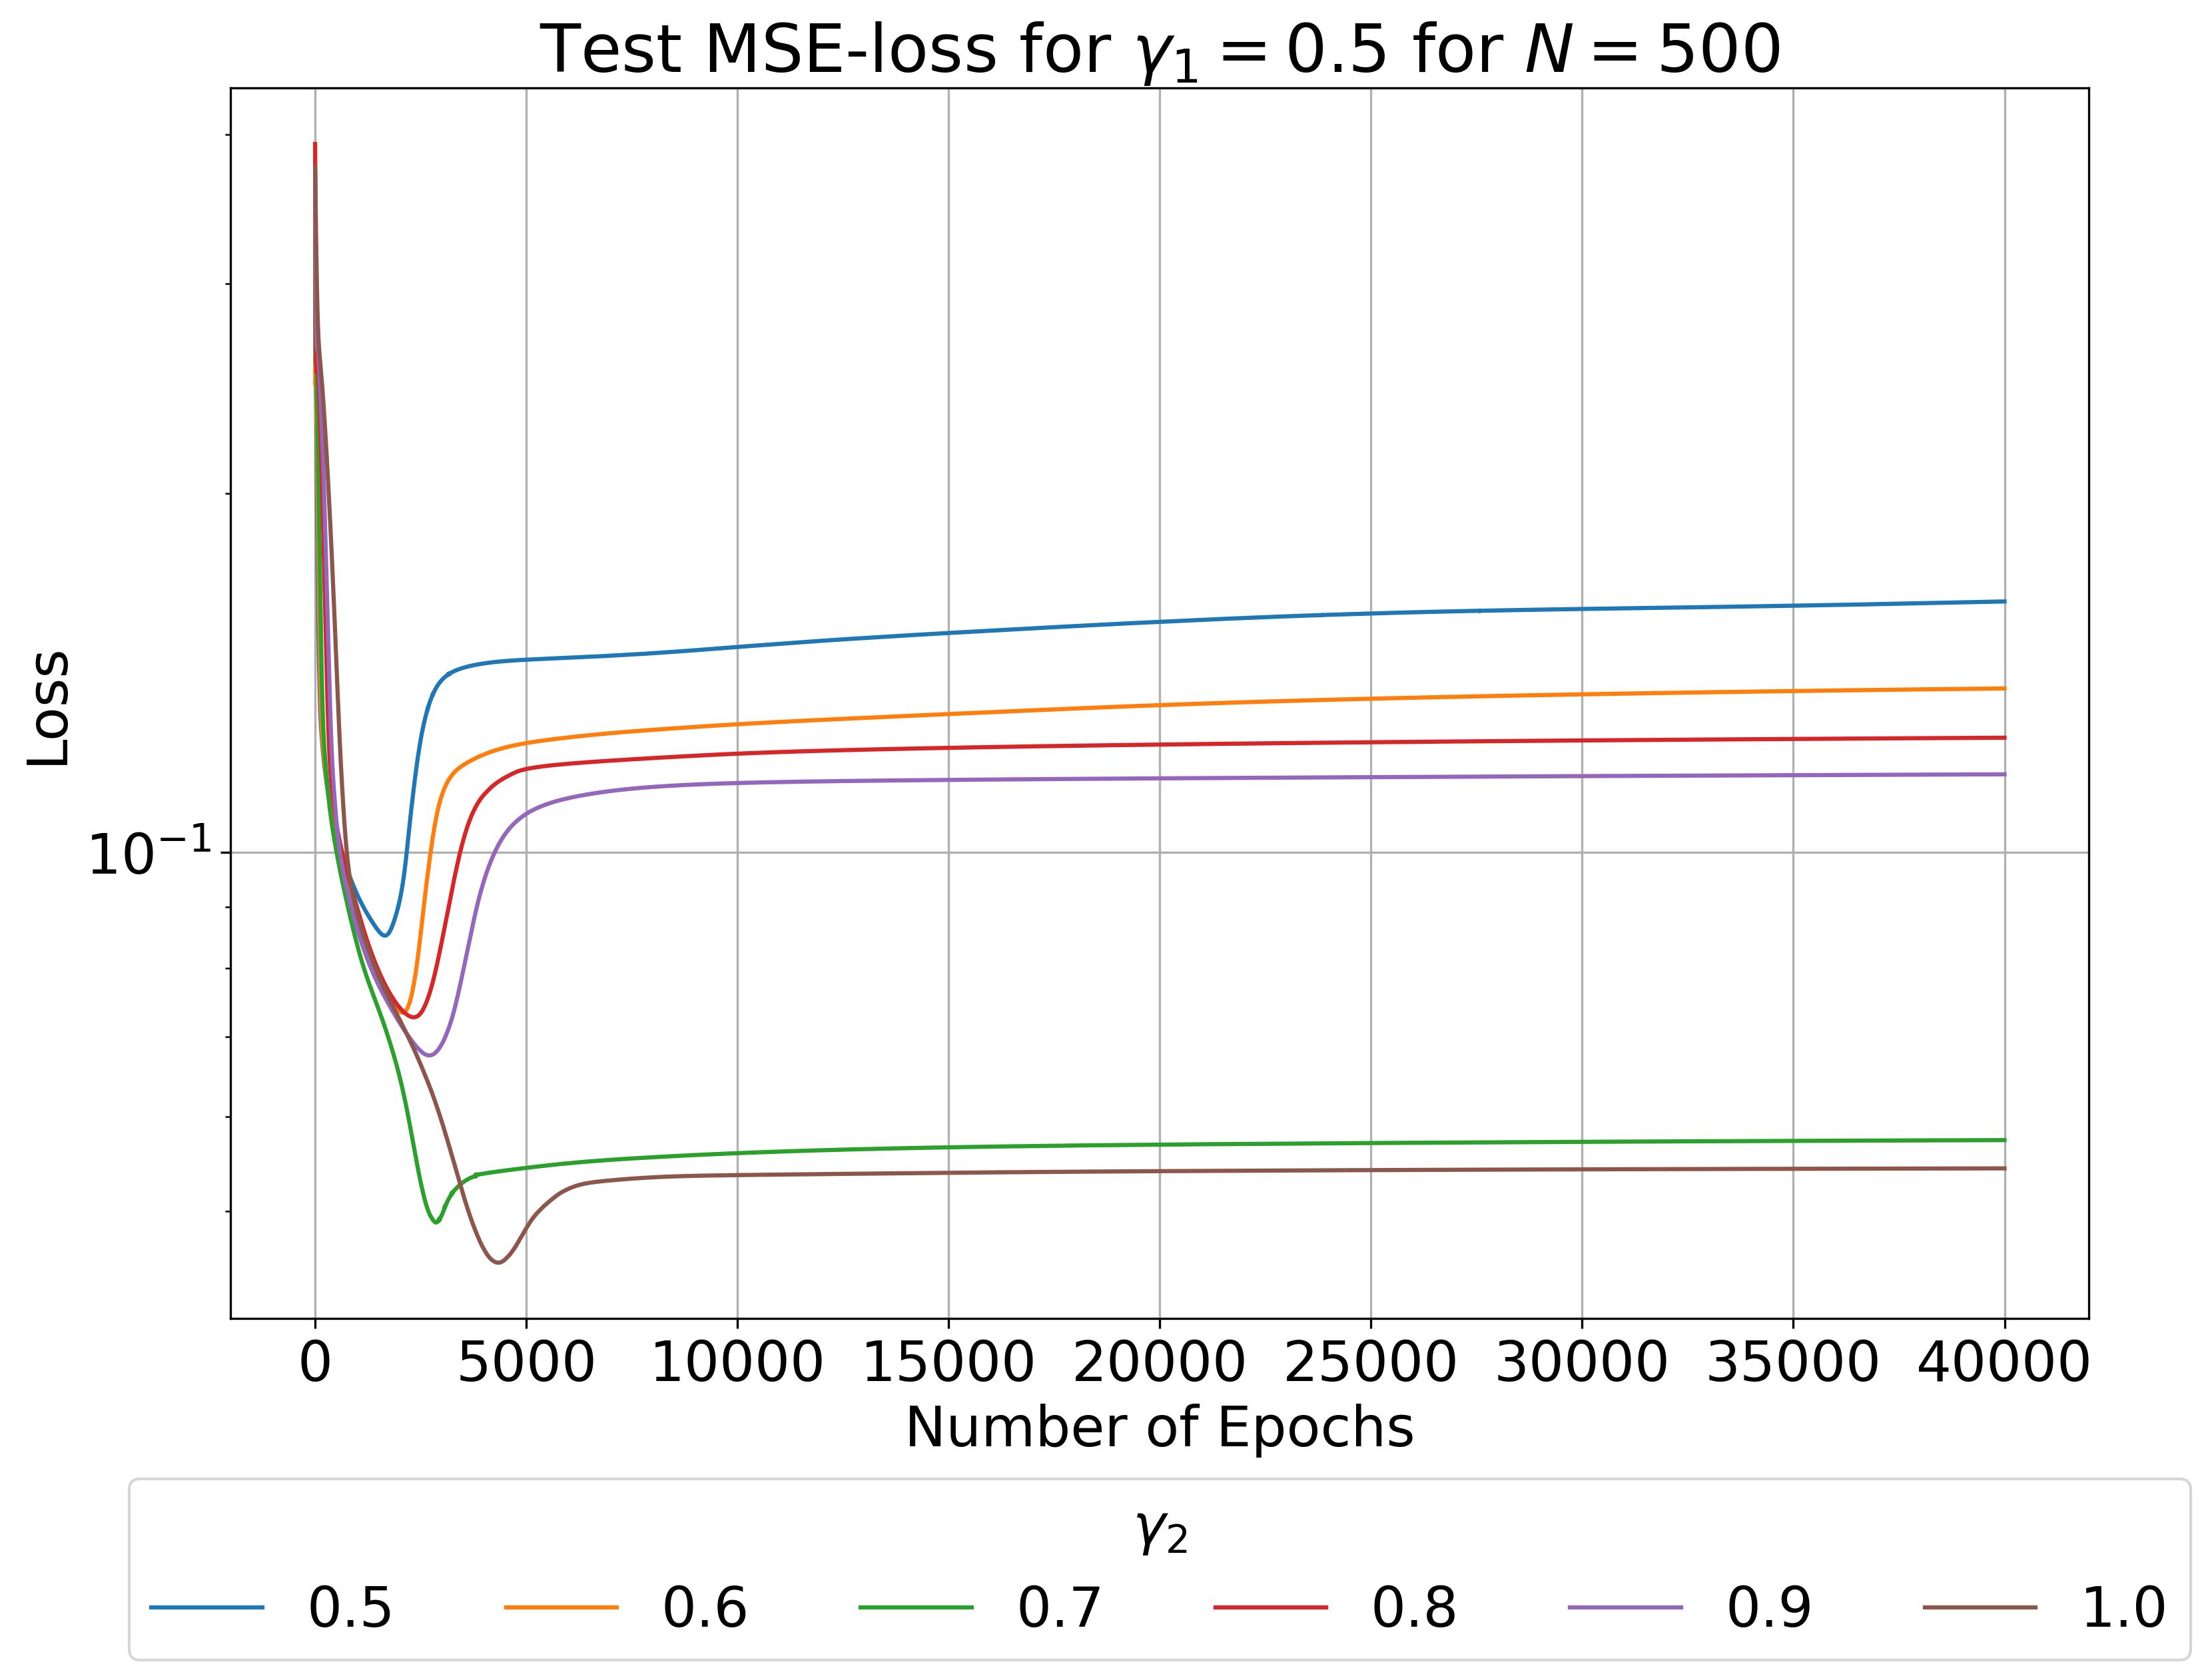 Test MSE-loss for γ₁ = 0.5 for N = 500
Loss
10⁻¹
0 5000 10000 15000 20000 25000 30000 35000 40000
Number of Epochs
γ₂
0.5 0.6 0.7 0.8 0.9 1.0